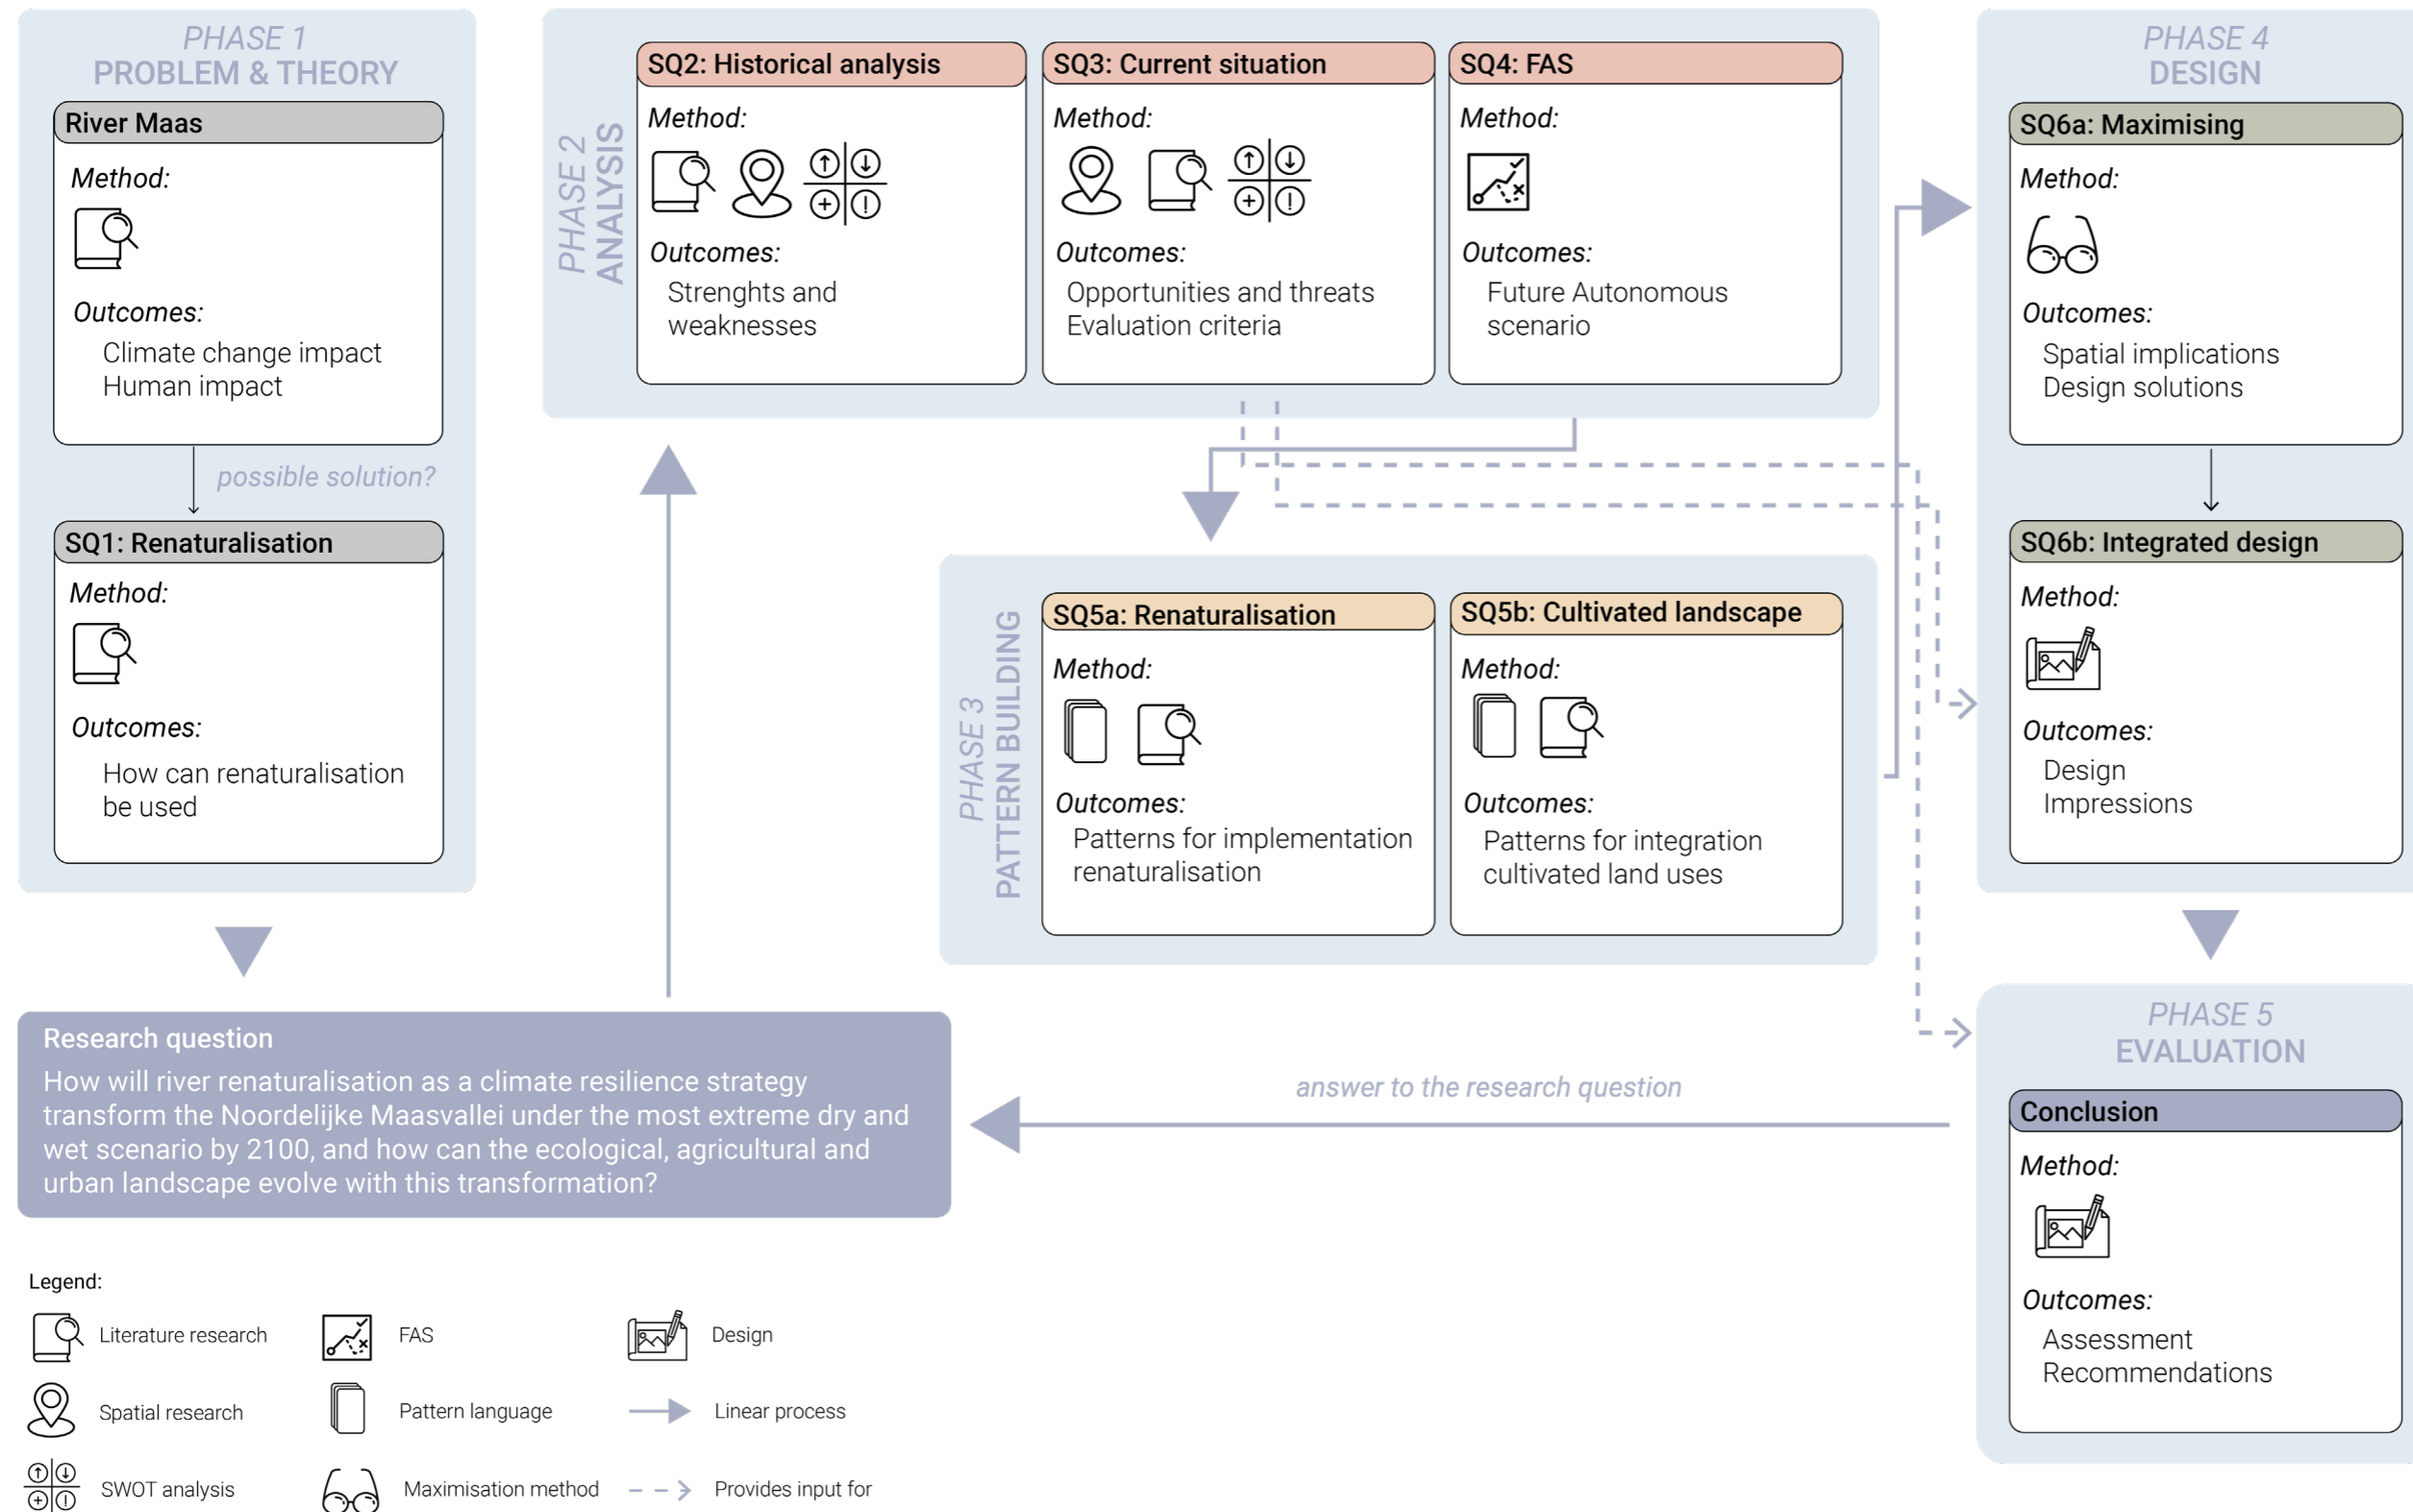 PHASE 1
PROBLEM & THEORY
River Maas
Method:
Outcomes:
Climate change impact
Human impact
possible solution?
SQ1: Renaturalisation
Method:
Outcomes:
How can renaturalisation
be used
PHASE 2
ANALYSIS
SQ2: Historical analysis
Method:
Outcomes:
Strenghts and
weaknesses
SQ3: Current situation
Method:
Outcomes:
Opportunities and threats
Evaluation criteria
SQ4: FAS
Method:
Outcomes:
Future Autonomous
scenario
PHASE 3
PATTERN BUILDING
SQ5a: Renaturalisation
Method:
Outcomes:
Patterns for implementation
renaturalisation
SQ5b: Cultivated landscape
Method:
Outcomes:
Patterns for integration
cultivated land uses
PHASE 4
DESIGN
SQ6a: Maximising
Method:
Outcomes:
Spatial implications
Design solutions
SQ6b: Integrated design
Method:
Outcomes:
Design
Impressions
PHASE 5
EVALUATION
Conclusion
Method:
Outcomes:
Assessment
Recommendations
answer to the research question
Research question
How will river renaturalisation as a climate resilience strategy
transform the Noordelijke Maasvallei under the most extreme dry and
wet scenario by 2100, and how can the ecological, agricultural and
urban landscape evolve with this transformation?
Legend:
Literature research
FAS
Design
Spatial research
Pattern language
Linear process
SWOT analysis
Maximisation method
Provides input for